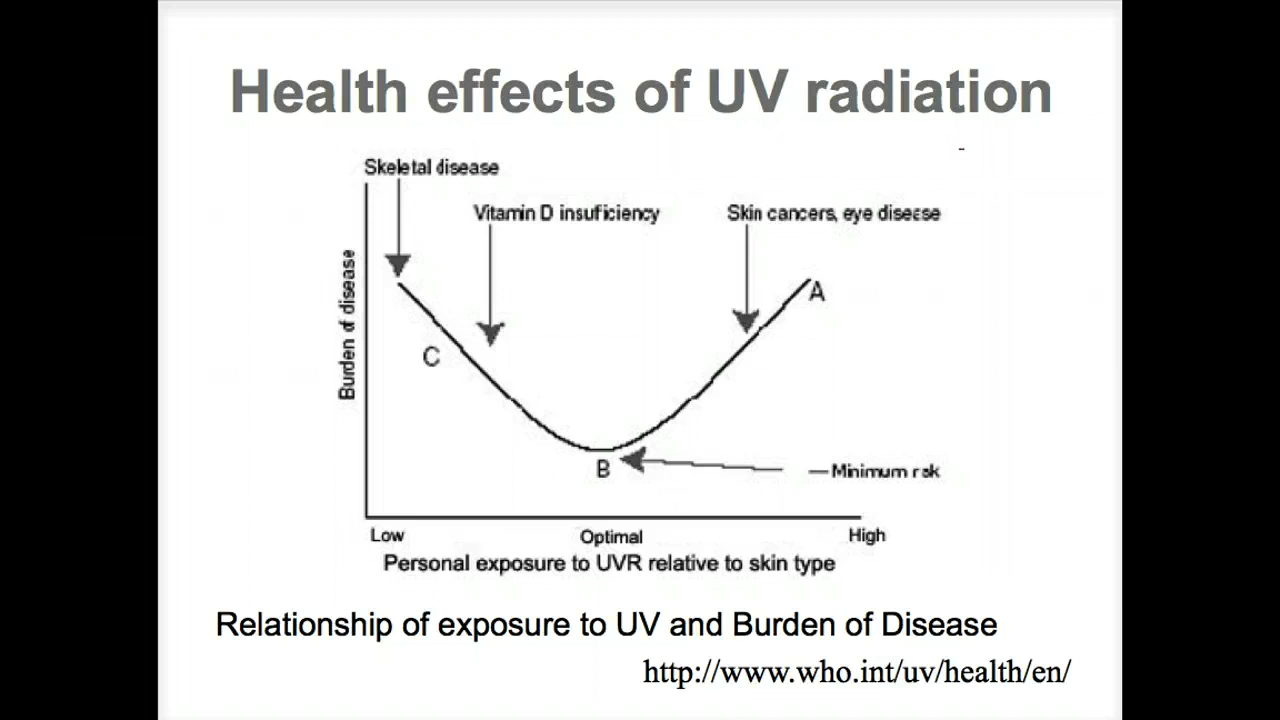 Health effects of UV radiation
Skeletal disease
Vitamin D insuficiency
Skin cancers, eye disease
Burden of disease
A
C
B
Minimum risk
Low
Optimal
High
Personal exposure to UVR relative to skin type
Relationship of exposure to UV and Burden of Disease
http://www.who.int/uv/health/en/